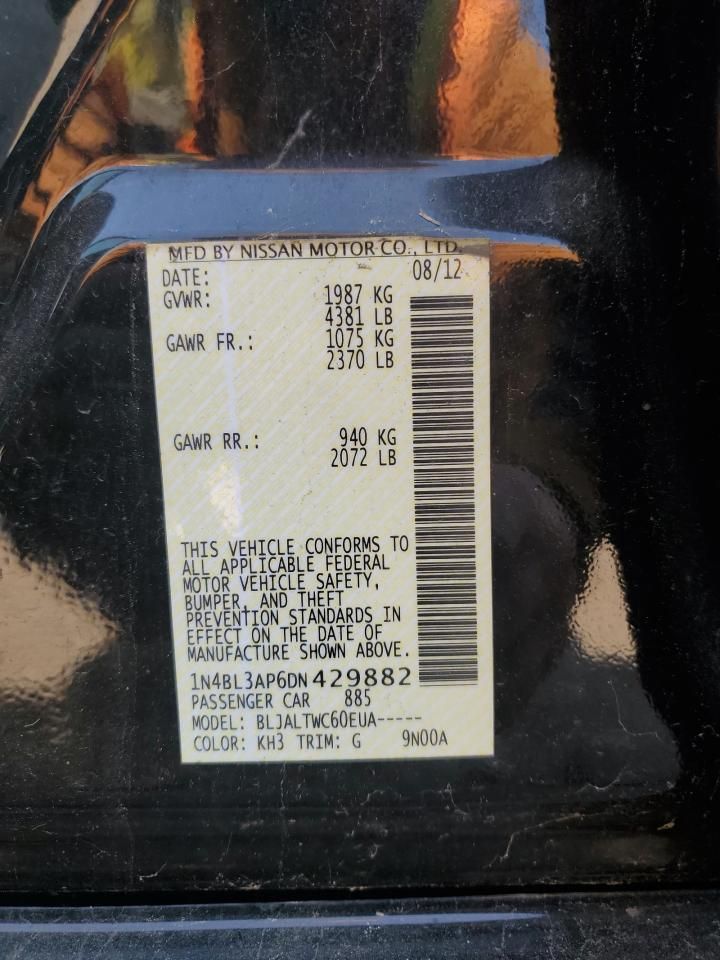 MFD BY NISSAN MOTOR CO., LTD.
DATE: 08/12
GVWR: 1987 KG
4381 LB
GAWR FR.: 1075 KG
2370 LB
GAWR RR.: 940 KG
2072 LB
THIS VEHICLE CONFORMS TO
ALL APPLICABLE FEDERAL
MOTOR VEHICLE SAFETY,
BUMPER, AND THEFT
PREVENTION STANDARDS IN
EFFECT ON THE DATE OF
MANUFACTURE SHOWN ABOVE.
1N4BL3AP6DN429882
PASSENGER CAR 885
MODEL: BLJALTWC60EUA-----
COLOR: KH3 TRIM: G 9N00A